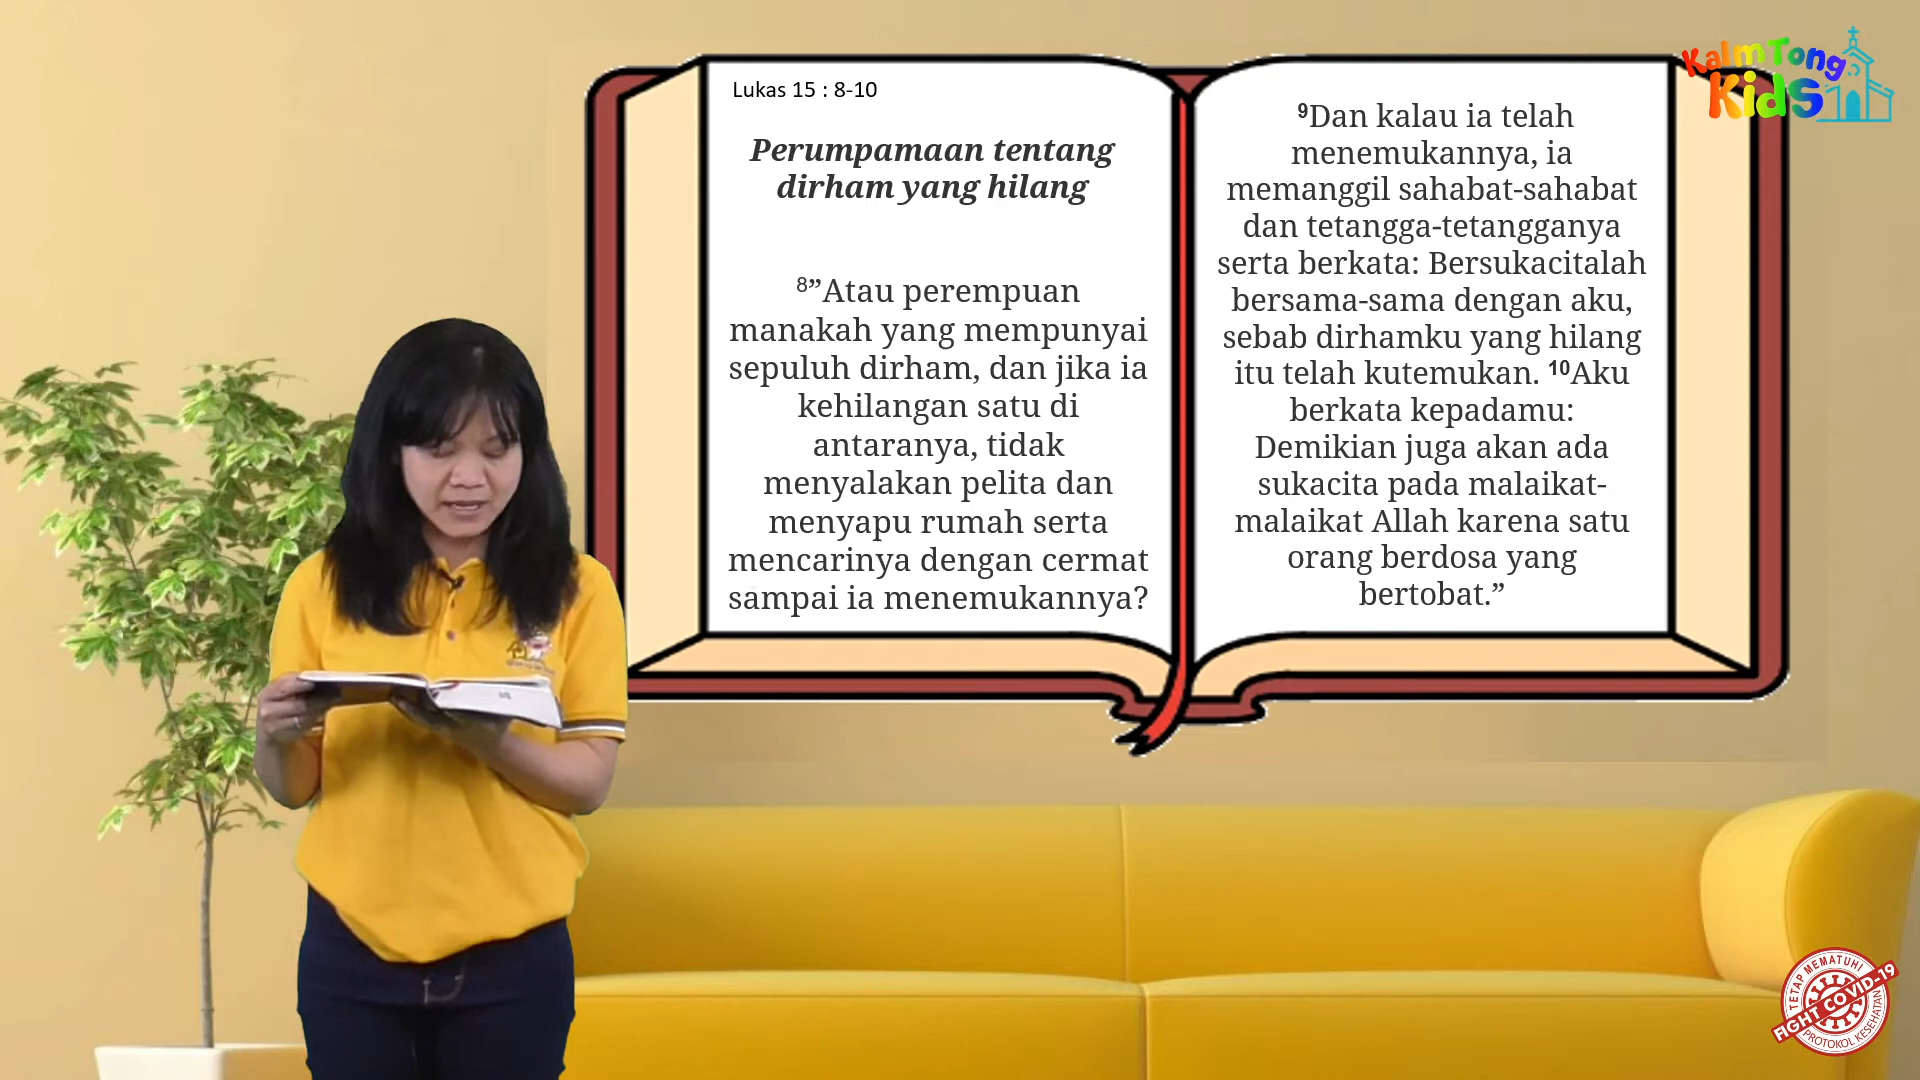 Lukas 15 : 8-10
Perumpamaan tentang
dirham yang hilang
8”Atau perempuan
manakah yang mempunyai
sepuluh dirham, dan jika ia
kehilangan satu di
antaranya, tidak
menyalakan pelita dan
menyapu rumah serta
mencarinya dengan cermat
sampai ia menemukannya?
9Dan kalau ia telah
menemukannya, ia
memanggil sahabat-sahabat
dan tetangga-tetangganya
serta berkata: Bersukacitalah
bersama-sama dengan aku,
sebab dirhamku yang hilang
itu telah kutemukan. 10Aku
berkata kepadamu:
Demikian juga akan ada
sukacita pada malaikat-
malaikat Allah karena satu
orang berdosa yang
bertobat.”
KalmTong
Kids
TETAP MEMATUHI
FIGHT COVID-19
PROTOKOL KESEHATAN